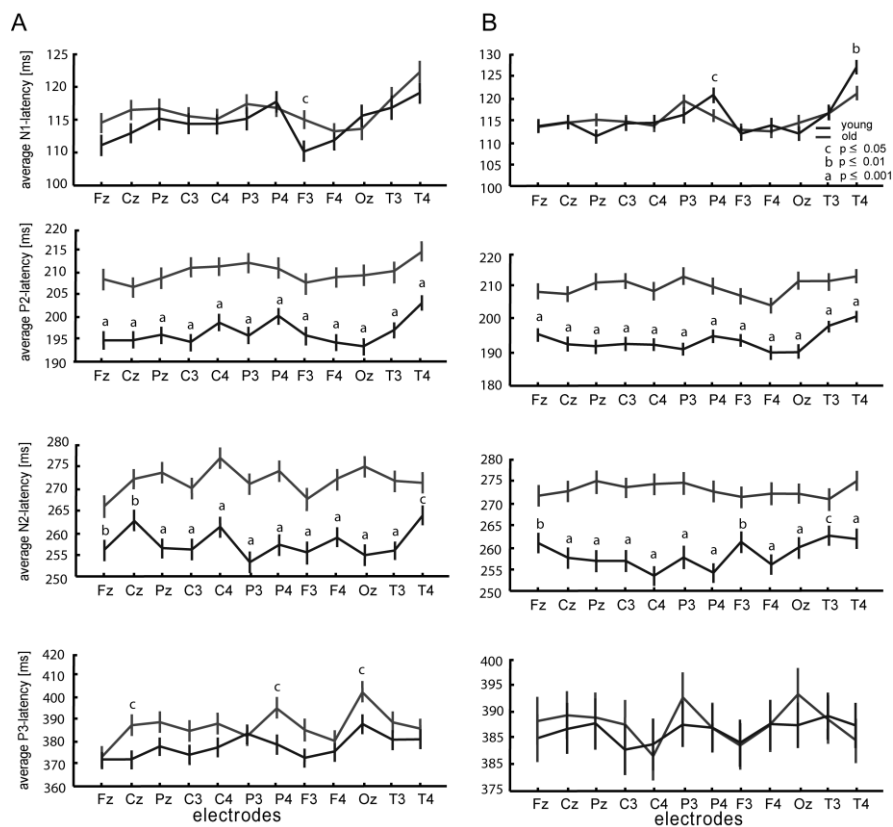 A
average N1-latency [ms]
125
120
115
110
100
c
Fz Cz Pz C3 C4 P3 P4 F3 F4 Oz T3 T4
average P2-latency [ms]
220
215
210
205
200
195
190
a a a a a a a a a a a a
Fz Cz Pz C3 C4 P3 P4 F3 F4 Oz T3 T4
average N2-latency [ms]
280
275
270
265
260
255
250
b b a a a a a a a a a c
Fz Cz Pz C3 C4 P3 P4 F3 F4 Oz T3 T4
average P3-latency [ms]
420
410
400
390
380
370
360
c c c
Fz Cz Pz C3 C4 P3 P4 F3 F4 Oz T3 T4
electrodes
B
130
125
120
115
110
115
100
c b
young
old
c p ≤ 0.05
b p ≤ 0.01
a p ≤ 0.001
Fz Cz Pz C3 C4 P3 P4 F3 F4 Oz T3 T4
220
210
200
190
180
a a a a a a a a a a a a
Fz Cz Pz C3 C4 P3 P4 F3 F4 Oz T3 T4
280
275
270
265
260
255
250
b a a a a a a b a a c a
Fz Cz Pz C3 C4 P3 P4 F3 F4 Oz T3 T4
400
395
390
385
385
375
Fz Cz Pz C3 C4 P3 P4 F3 F4 Oz T3 T4
electrodes